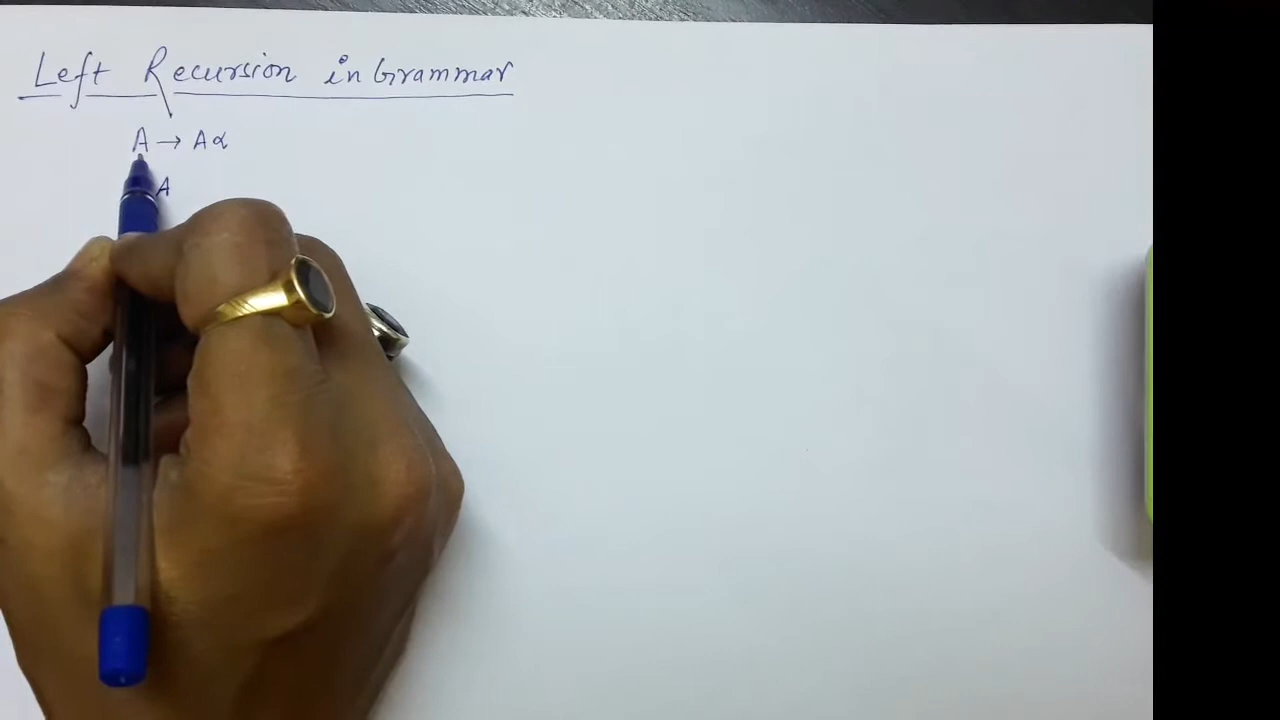 Left Recursion in Grammar
A → Aα
A